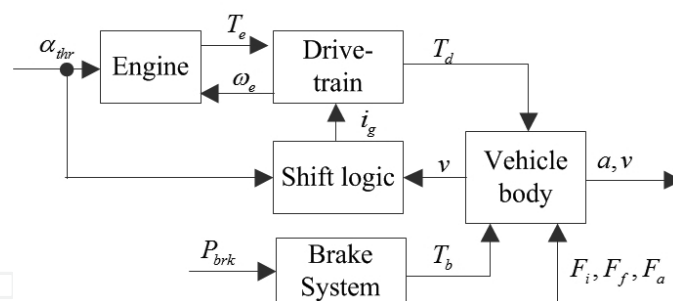 α_thr
Engine
T_e
ω_e
Drive-
train
T_d
i_g
Shift logic
v
Vehicle
body
a, v
P_brk
Brake
System
T_b
F_i, F_f, F_a